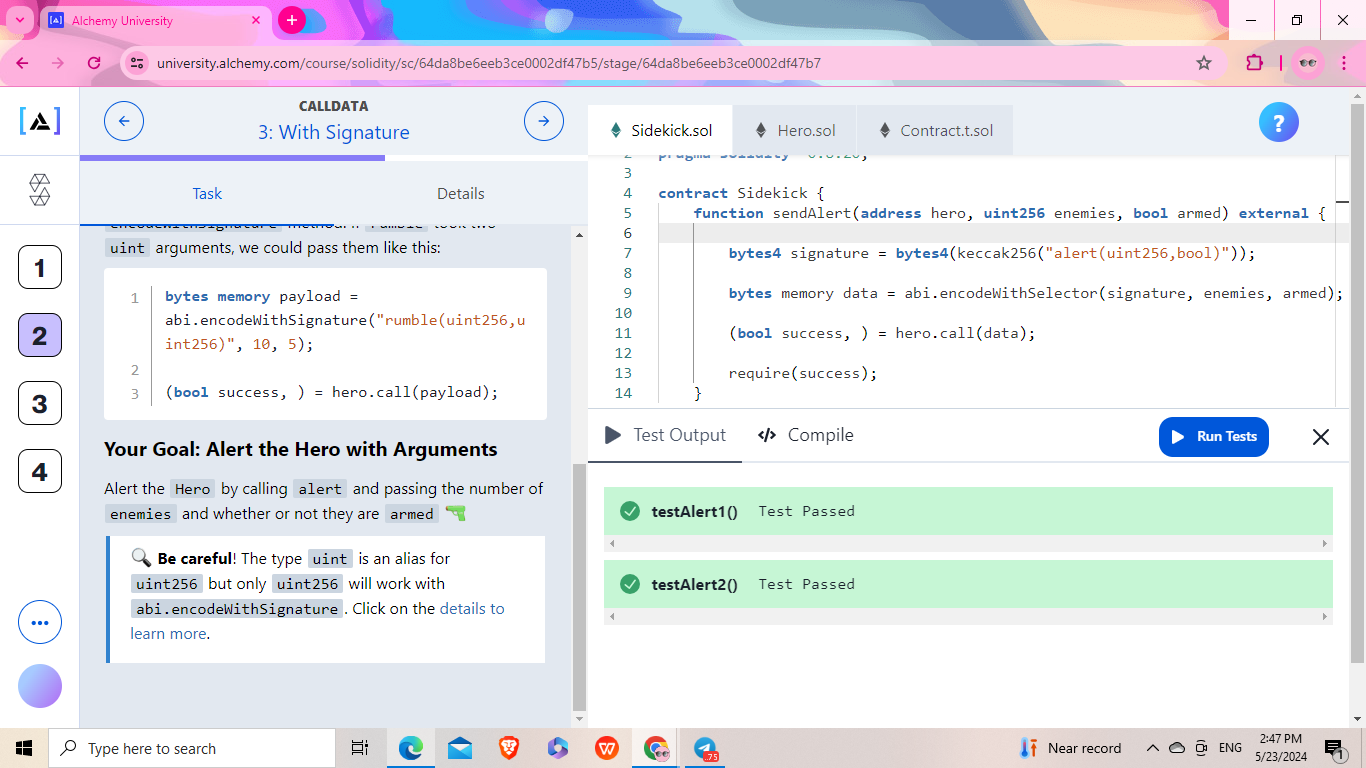 Alchemy University
university.alchemy.com/course/solidity/sc/64da8be6eeb3ce0002df47b5/stage/64da8be6eeb3ce0002df47b7
CALLDATA
3: With Signature
Task
Details
uint arguments, we could pass them like this:
1 bytes memory payload =
abi.encodeWithSignature("rumble(uint256,u
int256)", 10, 5);
2
3 (bool success, ) = hero.call(payload);
Your Goal: Alert the Hero with Arguments
Alert the Hero by calling alert and passing the number of
enemies and whether or not they are armed
Be careful! The type uint is an alias for
uint256 but only uint256 will work with
abi.encodeWithSignature. Click on the details to
learn more.
1
2
3
4
Sidekick.sol
Hero.sol
Contract.t.sol
?
3
4 contract Sidekick {
5 function sendAlert(address hero, uint256 enemies, bool armed) external {
6
7 bytes4 signature = bytes4(keccak256("alert(uint256,bool)"));
8
9 bytes memory data = abi.encodeWithSelector(signature, enemies, armed);
10
11 (bool success, ) = hero.call(data);
12
13 require(success);
14 }
Test Output
Compile
Run Tests
testAlert1() Test Passed
testAlert2() Test Passed
Type here to search
.75
Near record
ENG
2:47 PM
5/23/2024
1